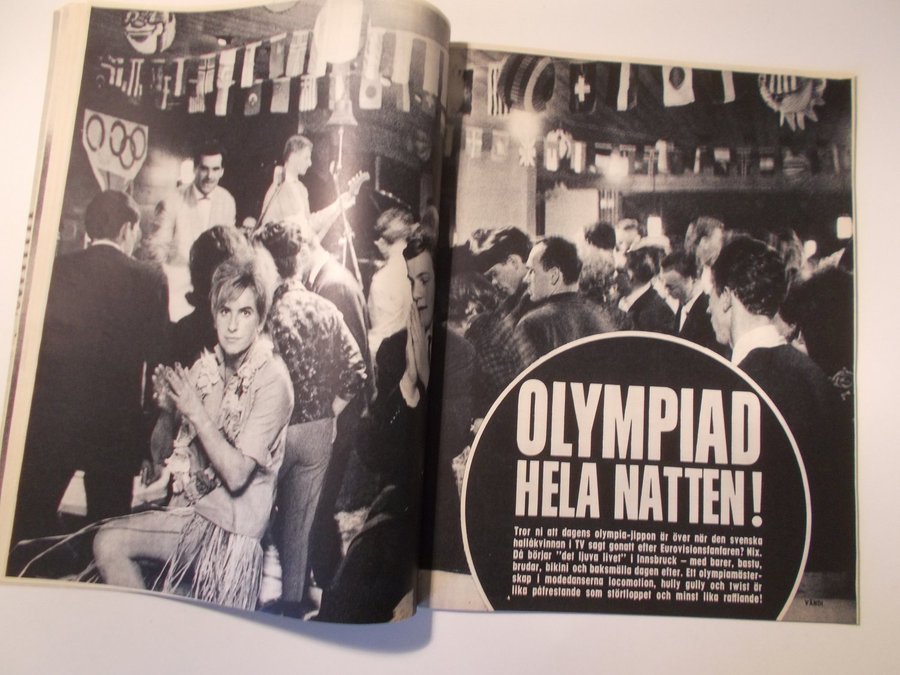 OLYMPIAD
HELA NATTEN!
Tror ni att dagens olympia-jippon är över när den svenska
hallåkvinnan i TV sagt gonatt efter Eurovisionsfanfaren? Nix.
Då börjar "det ljuva livet" i Innsbruck – med barer, bastu,
brudar, bikini och baksmälla dagen efter. Ett olympiamäster-
skap i modedanserna locomotion, hully gully och twist är
lika påfrestande som störtloppet och minst lika rafflande!
VÄND!